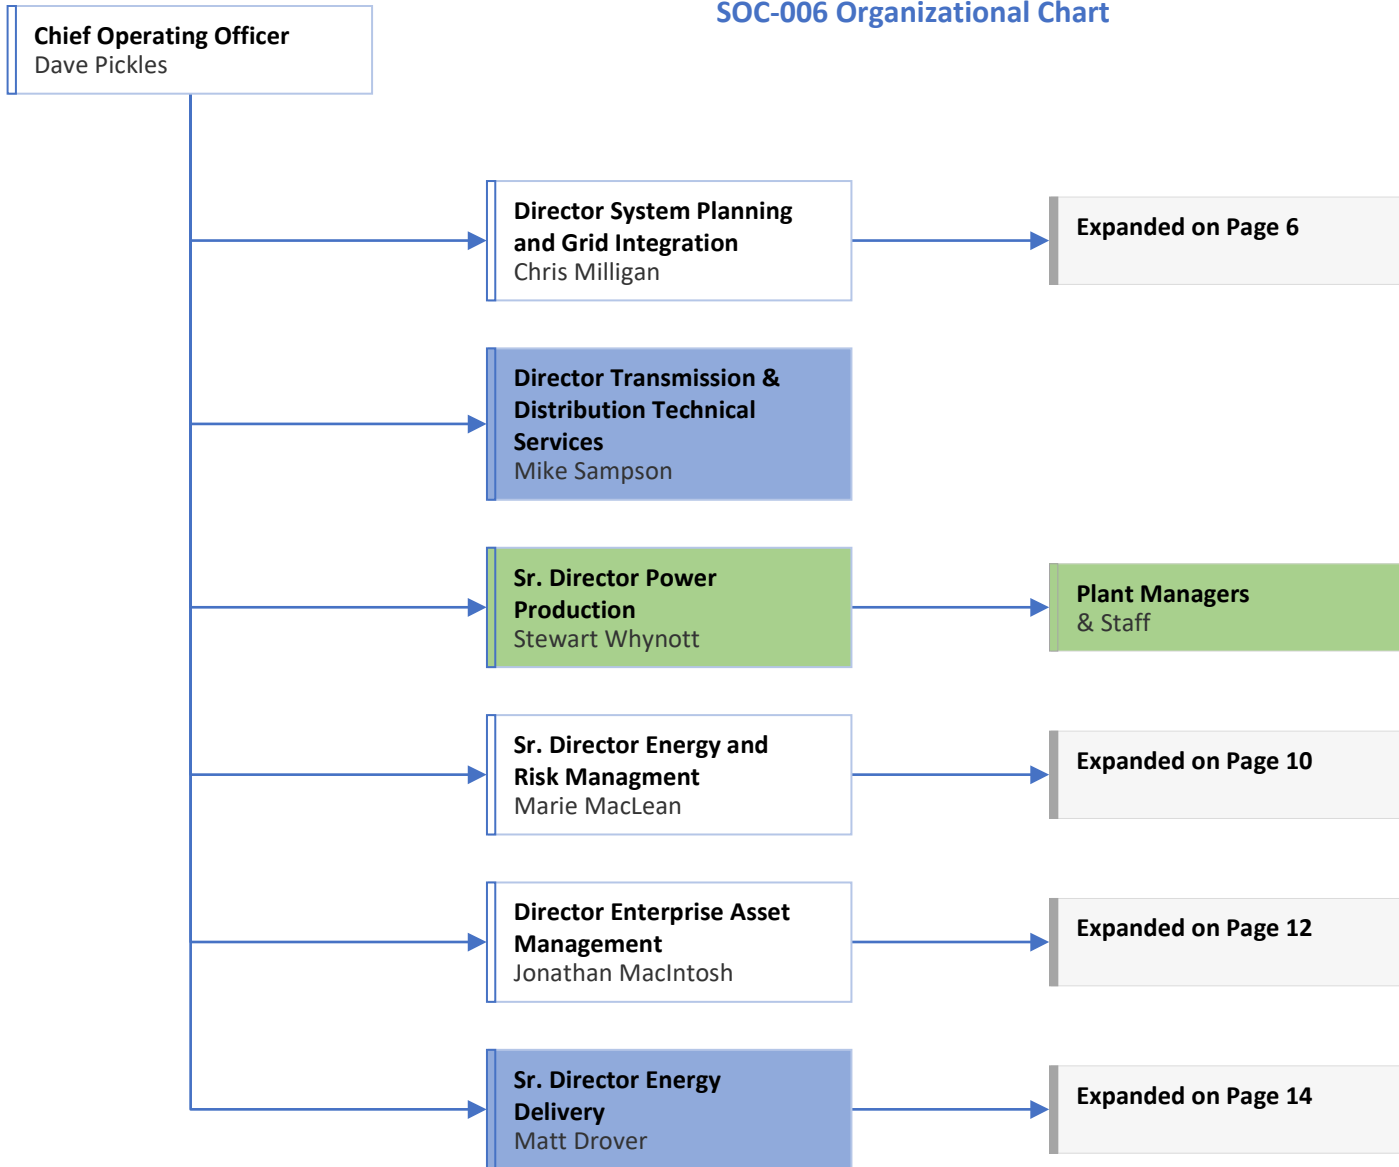 SOC-006 Organizational Chart
Chief Operating Officer
Dave Pickles
Director System Planning
and Grid Integration
Chris Milligan
Expanded on Page 6
Director Transmission &
Distribution Technical
Services
Mike Sampson
Sr. Director Power
Production
Stewart Whynott
Plant Managers
& Staff
Sr. Director Energy and
Risk Managment
Marie MacLean
Expanded on Page 10
Director Enterprise Asset
Management
Jonathan MacIntosh
Expanded on Page 12
Sr. Director Energy
Delivery
Matt Drover
Expanded on Page 14